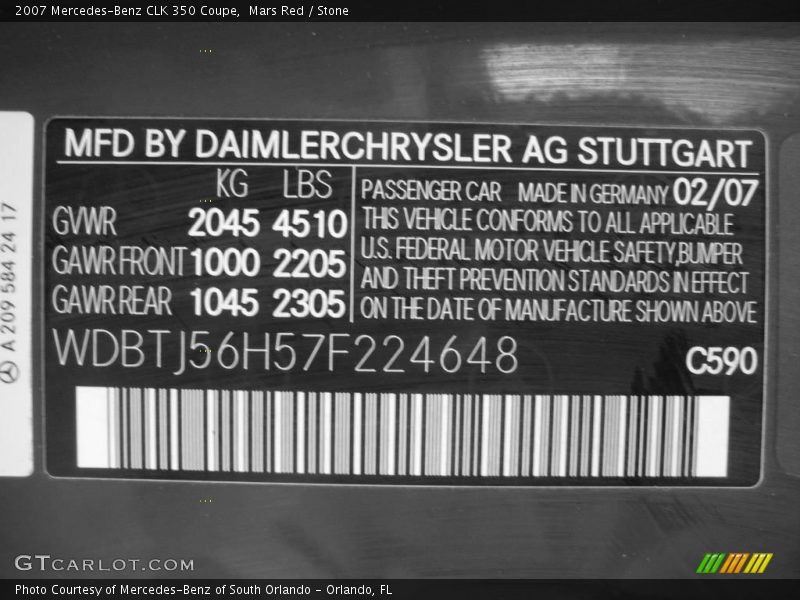 2007 Mercedes-Benz CLK 350 Coupe,  Mars Red / Stone
A 209 584 24 17
MFD BY DAIMLERCHRYSLER AG STUTTGART
KG LBS
GVWR 2045 4510
GAWR FRONT 1000 2205
GAWR REAR 1045 2305
PASSENGER CAR MADE IN GERMANY 02/07
THIS VEHICLE CONFORMS TO ALL APPLICABLE
U.S. FEDERAL MOTOR VEHICLE SAFETY,BUMPER
AND THEFT PREVENTION STANDARDS IN EFFECT
ON THE DATE OF MANUFACTURE SHOWN ABOVE
WDBTJ56H57F224648
C590
GTCARLOT.COM
Photo Courtesy of Mercedes-Benz of South Orlando - Orlando, FL